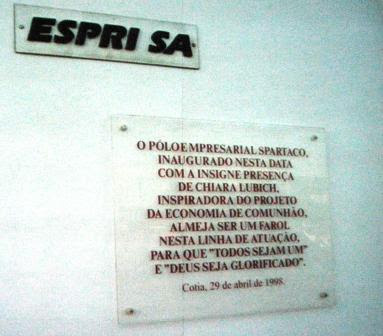 ESPRI SA
O PÓLO EMPRESARIAL SPARTACO,
INAUGURADO NESTA DATA
COM A INSIGNE PRESENÇA
DE CHIARA LUBICH,
INSPIRADORA DO PROJETO
DA ECONOMIA DE COMUNHÃO,
ALMEJA SER UM FAROL
NESTA LINHA DE ATUAÇÃO,
PARA QUE "TODOS SEJAM UM"
E "DEUS SEJA GLORIFICADO".
Cotia, 29 de abril de 1998.